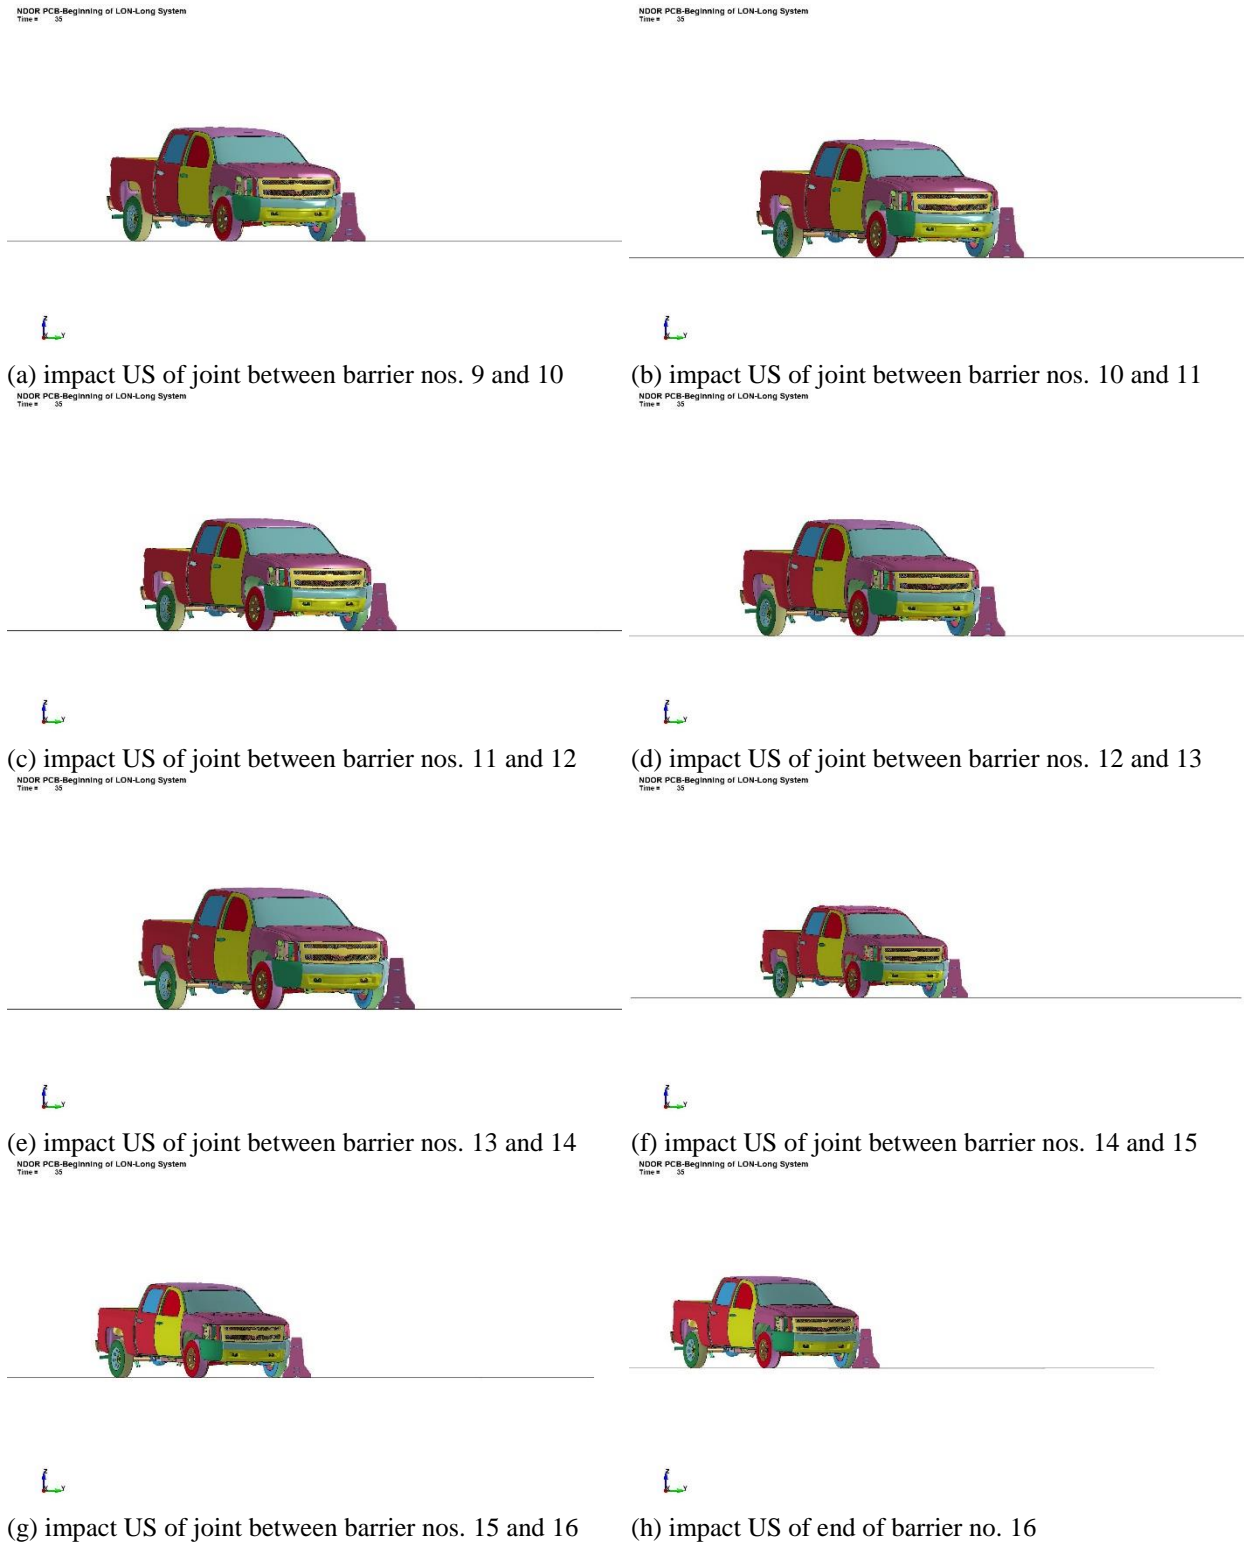 NDOR PCB-Beginning of LON-Long System
Time = 35
NDOR PCB-Beginning of LON-Long System
Time = 35
Z
X Y
Z
X Y
(a) impact US of joint between barrier nos. 9 and 10
(b) impact US of joint between barrier nos. 10 and 11
NDOR PCB-Beginning of LON-Long System
Time = 35
NDOR PCB-Beginning of LON-Long System
Time = 35
Z
X Y
Z
X Y
(c) impact US of joint between barrier nos. 11 and 12
(d) impact US of joint between barrier nos. 12 and 13
NDOR PCB-Beginning of LON-Long System
Time = 35
NDOR PCB-Beginning of LON-Long System
Time = 35
Z
X Y
Z
X Y
(e) impact US of joint between barrier nos. 13 and 14
(f) impact US of joint between barrier nos. 14 and 15
NDOR PCB-Beginning of LON-Long System
Time = 35
NDOR PCB-Beginning of LON-Long System
Time = 35
Z
X Y
Z
X Y
(g) impact US of joint between barrier nos. 15 and 16
(h) impact US of end of barrier no. 16